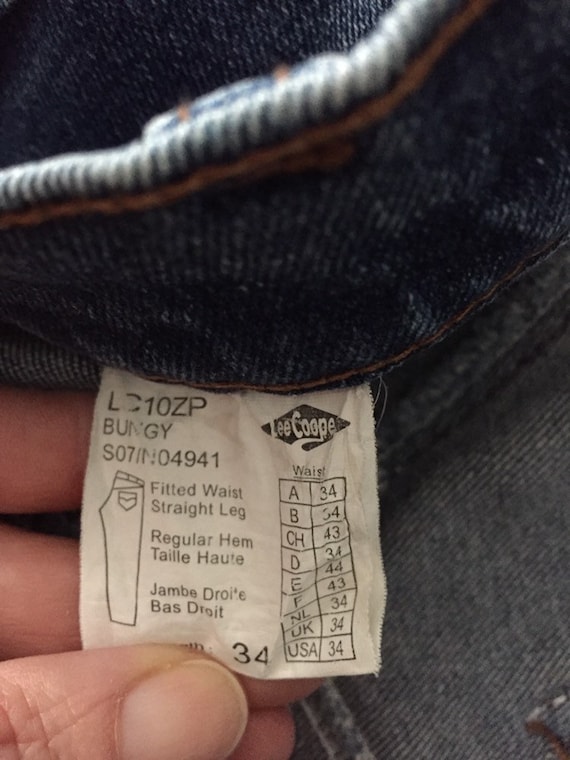 LC10ZP
BUNGY
S07/N04941
Lee Cooper
Fitted Waist
Straight Leg
Regular Hem
Taille Haute
Jambe Droite
Bas Droit
34
Waist
A 34
B 34
CH 43
D 34
E 44
F 43
NL 34
UK 34
USA 34